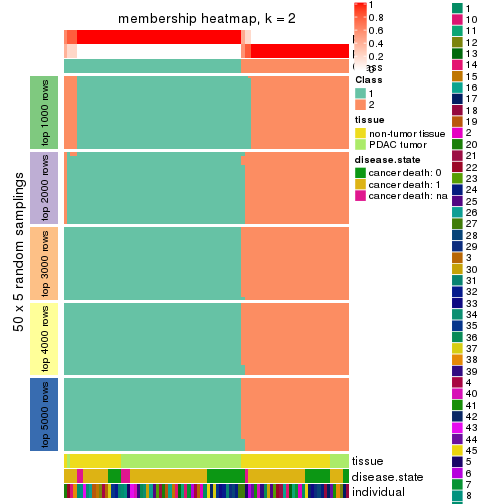 membership heatmap, k = 2
1
0.8
0.6
0.4
0.2
0
Class
Class
1
2
tissue
non-tumor tissue
PDAC tumor
disease.state
cancer death: 0
cancer death: 1
cancer death: na
50 x 5 random samplings
top 1000 rows
top 2000 rows
top 3000 rows
top 4000 rows
top 5000 rows
tissue
disease.state
individual
1
10
11
12
13
14
15
16
17
18
19
2
20
21
22
23
24
25
26
27
28
29
3
30
31
32
33
34
35
36
37
38
39
4
40
41
42
43
44
45
5
6
7
8